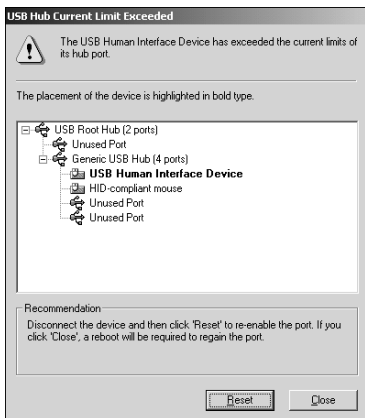 USB Hub Current Limit Exceeded
The USB Human Interface Device has exceeded the current limits of
its hub port.
The placement of the device is highlighted in bold type.
USB Root Hub (2 ports)
Unused Port
Generic USB Hub (4 ports)
USB Human Interface Device
HID-compliant mouse
Unused Port
Unused Port
Recommendation
Disconnect the device and then click 'Reset' to re-enable the port. If you
click 'Close', a reboot will be required to regain the port.
Reset Close